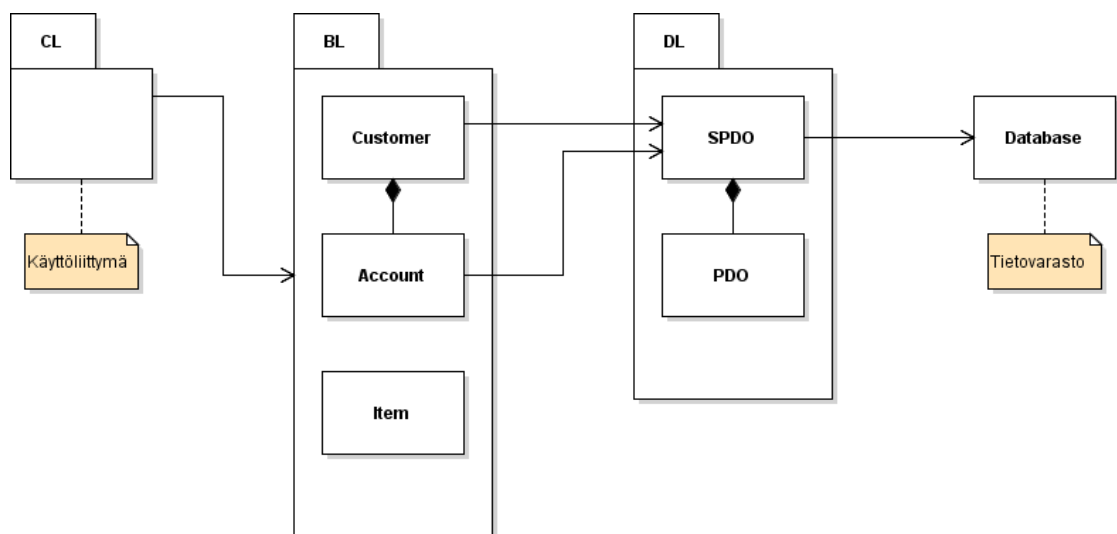 CL
BL
DL
Customer
SPDO
Database
Käyttöliittymä
Account
PDO
Tietovarasto
Item